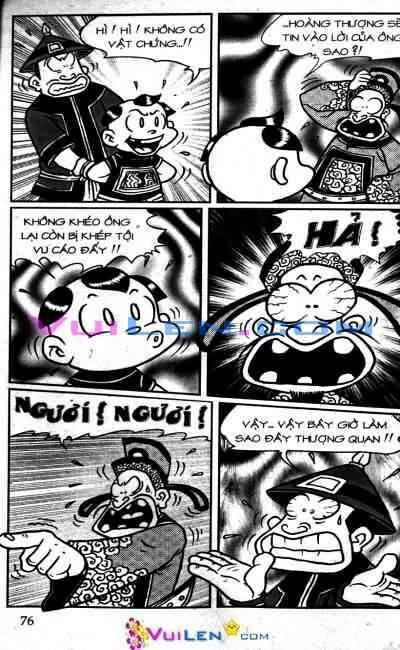 HÌ! HÌ! KHÔNG CÓ
VẬT CHỨNG...!!
...HOÀNG THƯỢNG SẼ
TIN VÀO LỜI CỦA ÔNG
SAO?!
KHÔNG KHÉO ÔNG
LẠI CÒN BỊ KHÉP TỘI
VU CÁO ĐẤY!!
HẢ!
VUILEN.COM
NGƯƠI! NGƯƠI!
VẬY... VẬY BÂY GIỜ LÀM
SAO ĐÂY THƯỢNG QUAN!!
76
VUILEN.COM